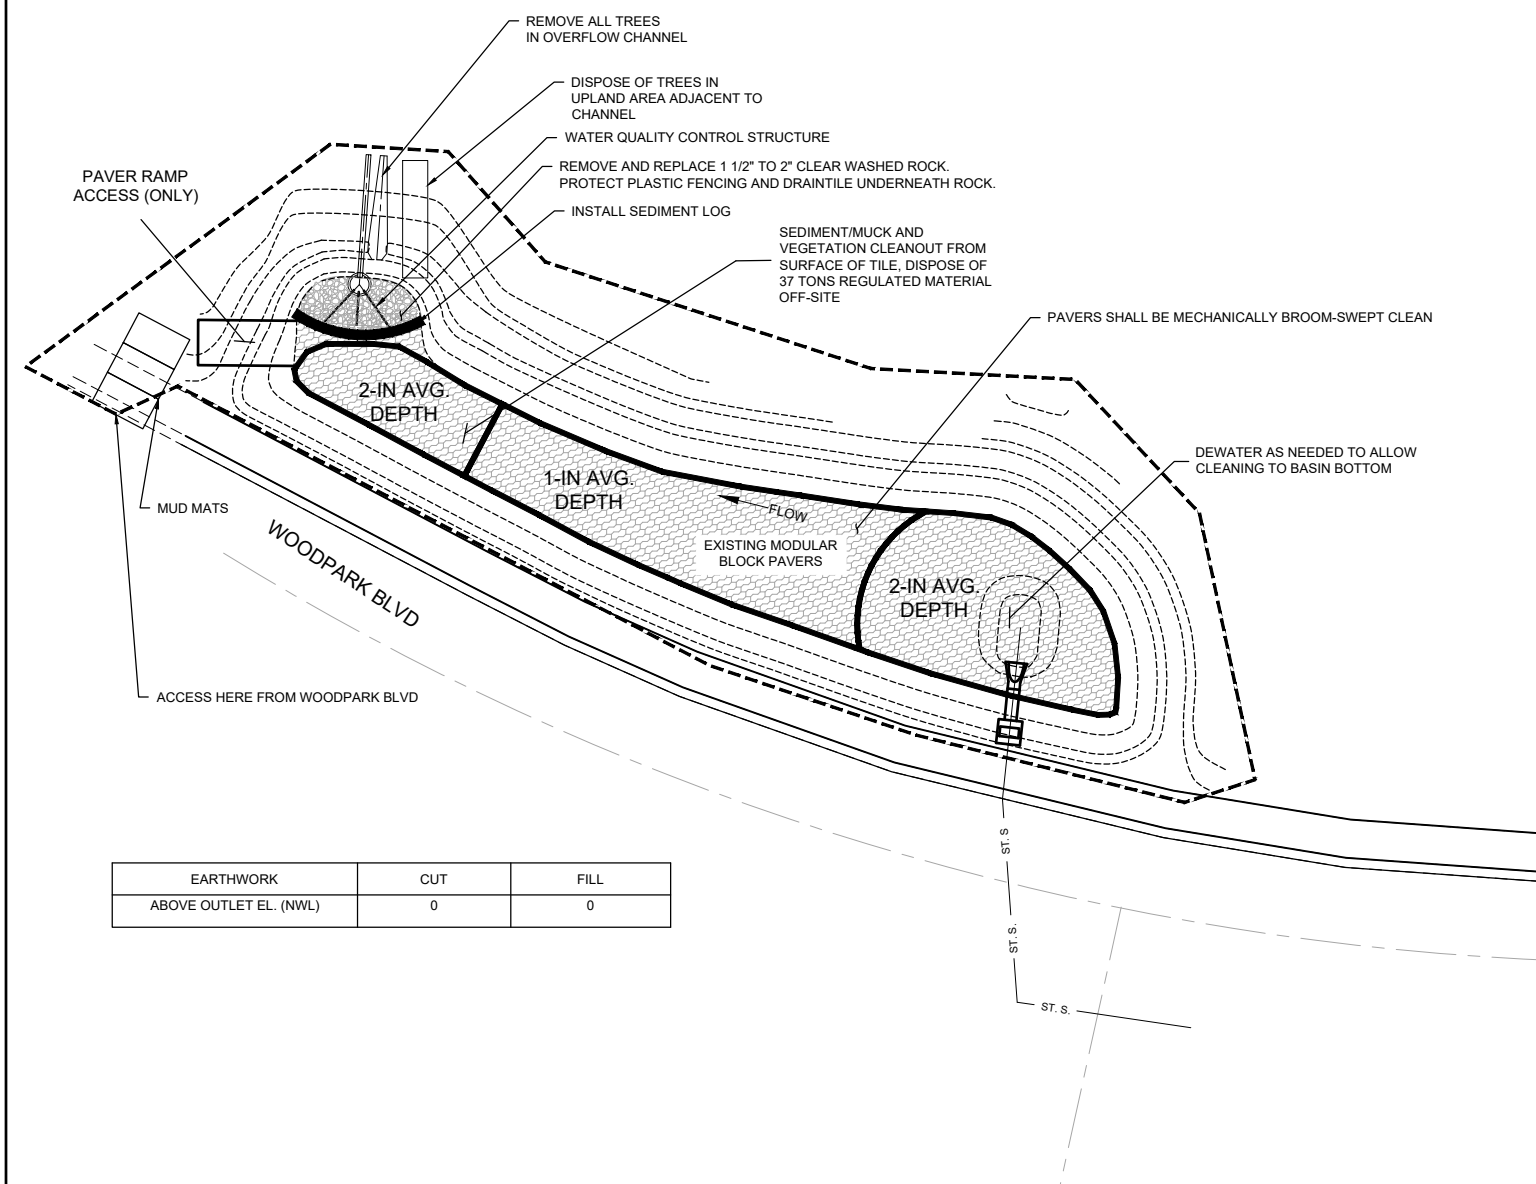 REMOVE ALL TREES
IN OVERFLOW CHANNEL
DISPOSE OF TREES IN
UPLAND AREA ADJACENT TO
CHANNEL
WATER QUALITY CONTROL STRUCTURE
REMOVE AND REPLACE 1 1/2" TO 2" CLEAR WASHED ROCK.
PROTECT PLASTIC FENCING AND DRAINTILE UNDERNEATH ROCK.
PAVER RAMP
ACCESS (ONLY)
INSTALL SEDIMENT LOG
SEDIMENT/MUCK AND
VEGETATION CLEANOUT FROM
SURFACE OF TILE, DISPOSE OF
37 TONS REGULATED MATERIAL
OFF-SITE
PAVERS SHALL BE MECHANICALLY BROOM-SWEPT CLEAN
2-IN AVG.
DEPTH
DEWATER AS NEEDED TO ALLOW
CLEANING TO BASIN BOTTOM
1-IN AVG.
DEPTH
MUD MATS
FLOW
EXISTING MODULAR
BLOCK PAVERS
WOODPARK BLVD
2-IN AVG.
DEPTH
ACCESS HERE FROM WOODPARK BLVD
ST. S
ST. S.
ST. S.
EARTHWORK CUT FILL
ABOVE OUTLET EL. (NWL) 0 0